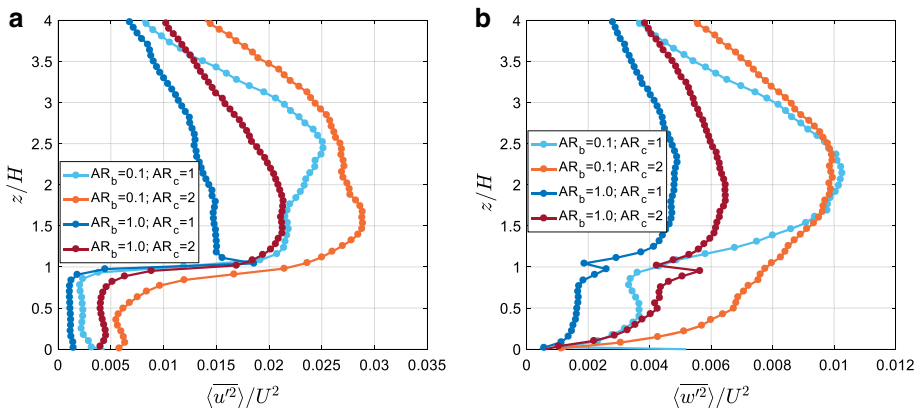 a
4
3.5
3
2.5
2
1.5
1
0.5
0
z/H
AR_b=0.1; AR_c=1
AR_b=0.1; AR_c=2
AR_b=1.0; AR_c=1
AR_b=1.0; AR_c=2
0 0.005 0.01 0.015 0.02 0.025 0.03 0.035
⟨u′²⟩/U²
b
4
3.5
3
2.5
2
1.5
1
0.5
0
z/H
AR_b=0.1; AR_c=1
AR_b=0.1; AR_c=2
AR_b=1.0; AR_c=1
AR_b=1.0; AR_c=2
0 0.002 0.004 0.006 0.008 0.01 0.012
⟨w′²⟩/U²